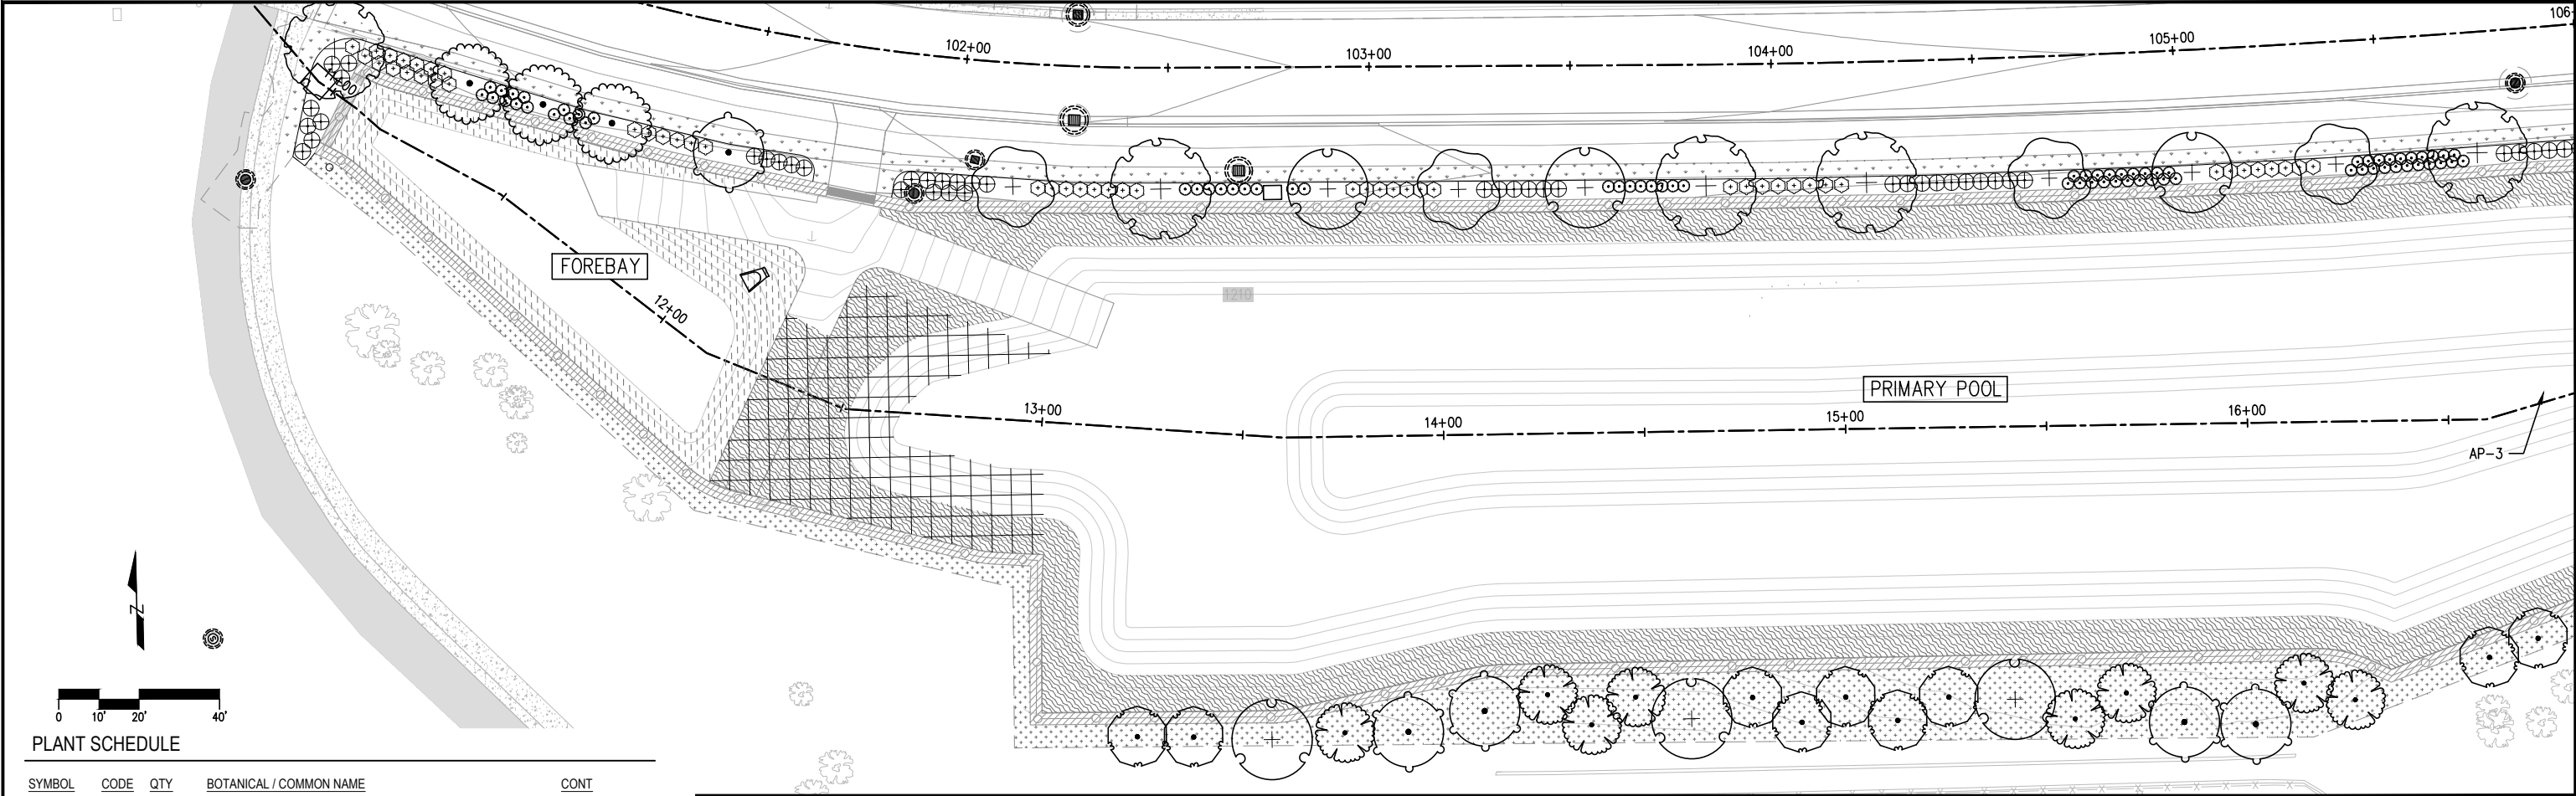 106
102+00
103+00
104+00
105+00
FOREBAY
12+00
1210
PRIMARY POOL
13+00
14+00
15+00
16+00
AP-3
N
0 10' 20' 40'
PLANT SCHEDULE
SYMBOL CODE QTY BOTANICAL / COMMON NAME CONT